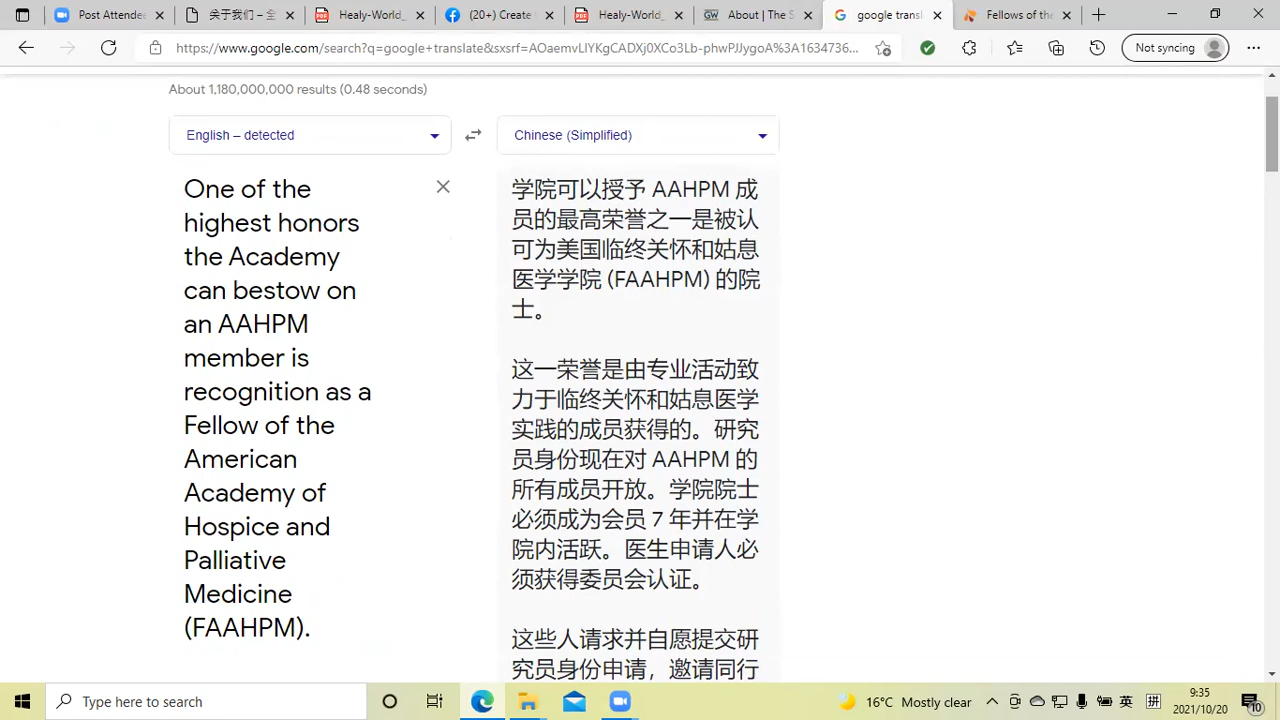 Post Attende
关于我们 - 全
Healy-World_
(20+) Create
Healy-World_
About | The S
google transl
Fellows of the
https://www.google.com/search?q=google+translate&sxsrf=AOaemvLlYKgCADXj0XCo3Lb-phwPJJygoA%3A1634736...
Not syncing
About 1,180,000,000 results (0.48 seconds)
English – detected
Chinese (Simplified)
One of the
highest honors
the Academy
can bestow on
an AAHPM
member is
recognition as a
Fellow of the
American
Academy of
Hospice and
Palliative
Medicine
(FAAHPM).
学院可以授予 AAHPM 成
员的最高荣誉之一是被认
可为美国临终关怀和姑息
医学学院 (FAAHPM) 的院
士。
这一荣誉是由专业活动致
力于临终关怀和姑息医学
实践的成员获得的。研究
员身份现在对 AAHPM 的
所有成员开放。学院院士
必须成为会员 7 年并在学
院内活跃。医生申请人必
须获得委员会认证。
这些人请求并自愿提交研
究员身份申请，邀请同行
Type here to search
16°C Mostly clear
英
拼
9:35
2021/10/20
10